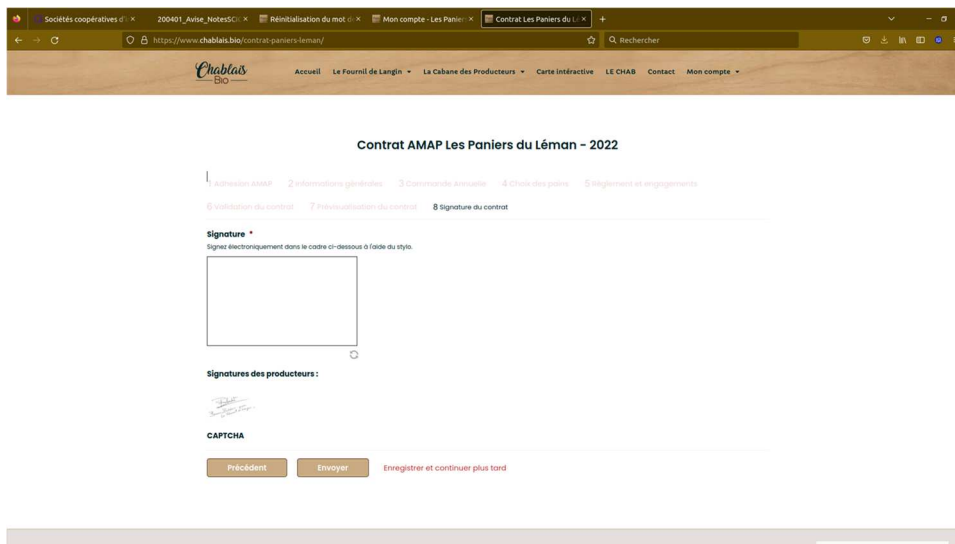 Sociétés coopératives d'i
200401_Avise_NotesSCIC
Réinitialisation du mot de
Mon compte - Les Paniers
Contrat Les Paniers du Lé
https://www.chablais.bio/contrat-paniers-leman/
Rechercher
Chablais
BIO
Accueil Le Fournil de Langin La Cabane des Producteurs Carte intéractive LE CHAB Contact Mon compte
Contrat AMAP Les Paniers du Léman - 2022
1 Adhésion AMAP 2 Informations générales 3 Commande Annuelle 4 Choix des pains 5 Règlement et engagements
6 Validation du contrat 7 Prévisualisation du contrat 8 Signature du contrat
Signature *
Signez électroniquement dans le cadre ci-dessous à l'aide du stylo.
Signatures des producteurs :
CAPTCHA
Précédent Envoyer Enregistrer et continuer plus tard